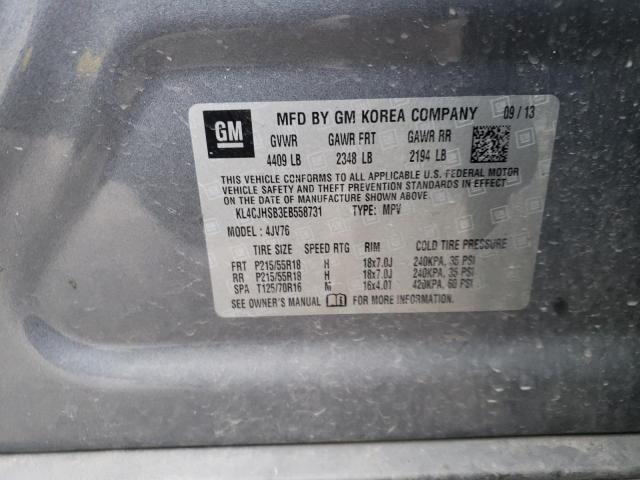 GM
MFD BY GM KOREA COMPANY 09/13
GVWR GAWR FRT GAWR RR
4409 LB 2348 LB 2194 LB
THIS VEHICLE CONFORMS TO ALL APPLICABLE U.S. FEDERAL MOTOR
VEHICLE SAFETY AND THEFT PREVENTION STANDARDS IN EFFECT
ON THE DATE OF MANUFACTURE SHOWN ABOVE.
KL4CJHSB3EB558731 TYPE: MPV
MODEL: 4JV76
TIRE SIZE SPEED RTG RIM COLD TIRE PRESSURE
FRT P215/55R18 H 18x7.0J 240KPA, 35 PSI
RR P215/55R18 H 18x7.0J 240KPA, 35 PSI
SPA T125/70R16 M 16x4.0T 420KPA, 60 PSI
SEE OWNER'S MANUAL FOR MORE INFORMATION.